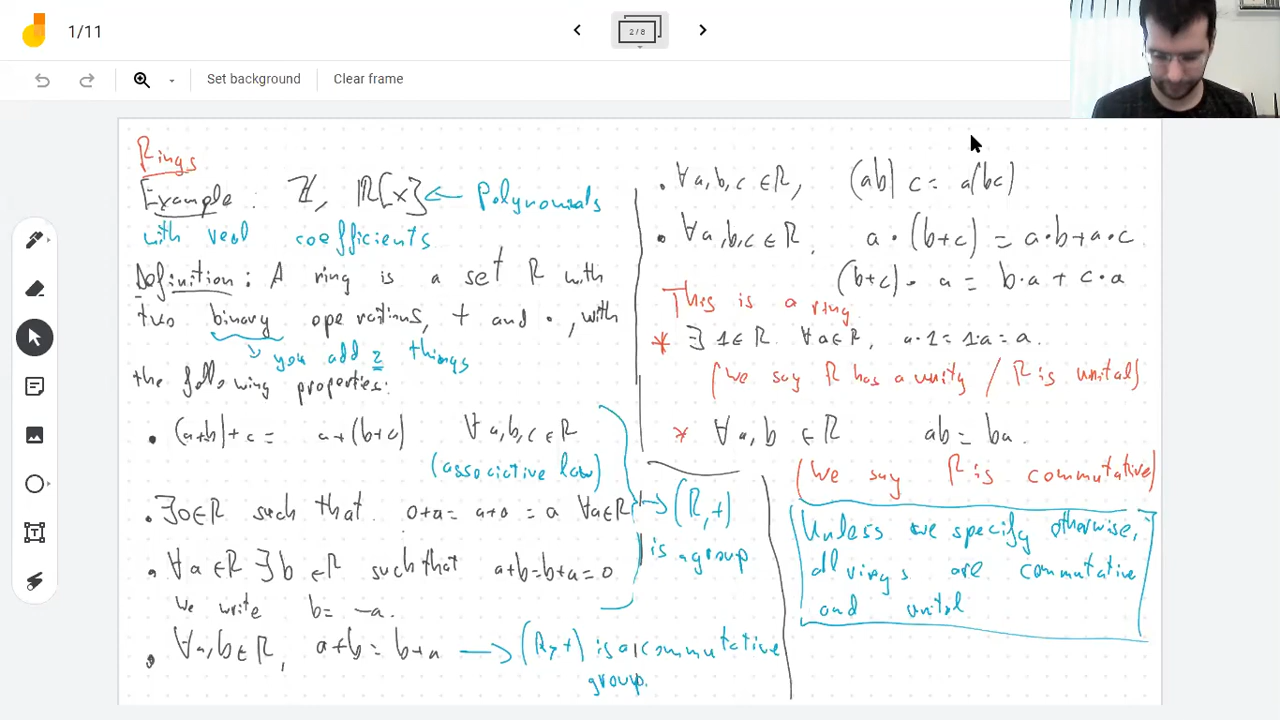 1/11
2/8
Set background
Clear frame
Rings
Example: ℤ, ℝ[x] ← Polynomials
with real coefficients
Definition: A ring is a set R with
two binary operations, + and ·, with
↳ you add 2 things
the following properties:
• (a+b)+c = a+(b+c) ∀a,b,c∈R
(associative law)
• ∃0∈R such that 0+a = a+0 = a ∀a∈R → (R,+)
is a group
• ∀a∈R ∃b∈R such that a+b=b+a=0
We write b=-a.
• ∀a,b∈R, a+b = b+a → (R,+) is a commutative
group.
• ∀a,b,c∈R, (ab)c = a(bc)
• ∀a,b,c∈R, a·(b+c) = a·b+a·c
(b+c)·a = b·a + c·a
This is a ring
* ∃1∈R ∀a∈R, a·1=1·a=a.
(we say R has a unity / R is unital)
* ∀a,b∈R ab = ba.
(we say R is commutative)
Unless we specify otherwise,
all rings are commutative
and unital